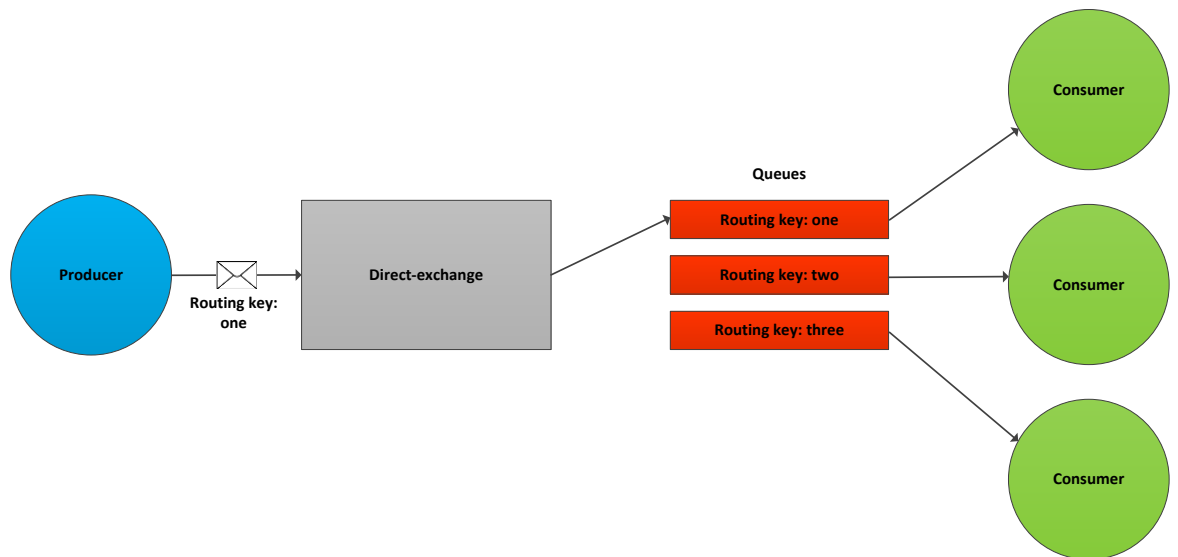 Producer
Routing key:
one
Direct-exchange
Queues
Routing key: one
Routing key: two
Routing key: three
Consumer
Consumer
Consumer